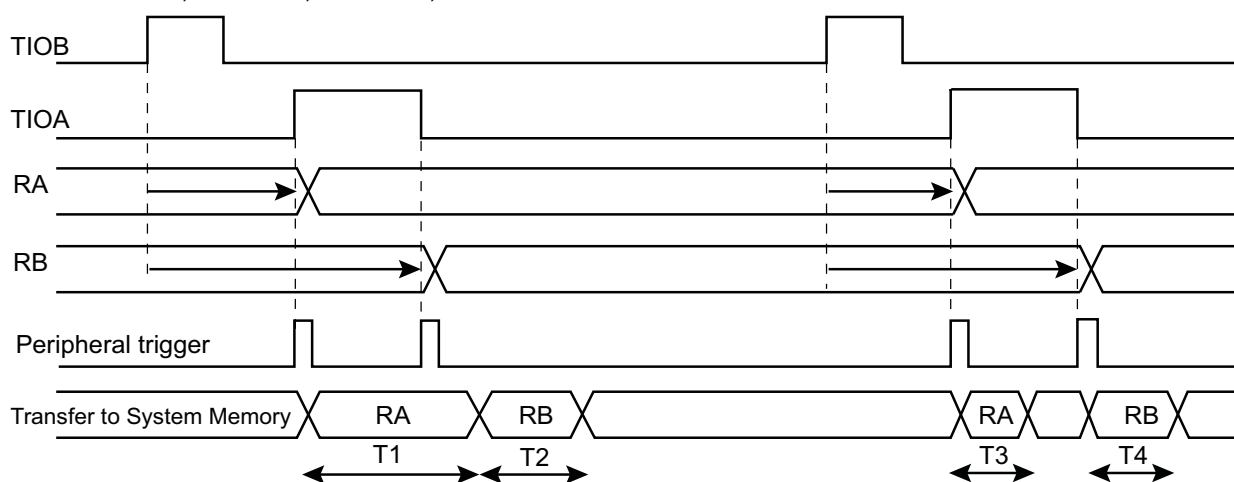 TIOB
TIOA
RA
RB
Peripheral trigger
Transfer to System Memory RA RB RA RB
T1 T2 T3 T4